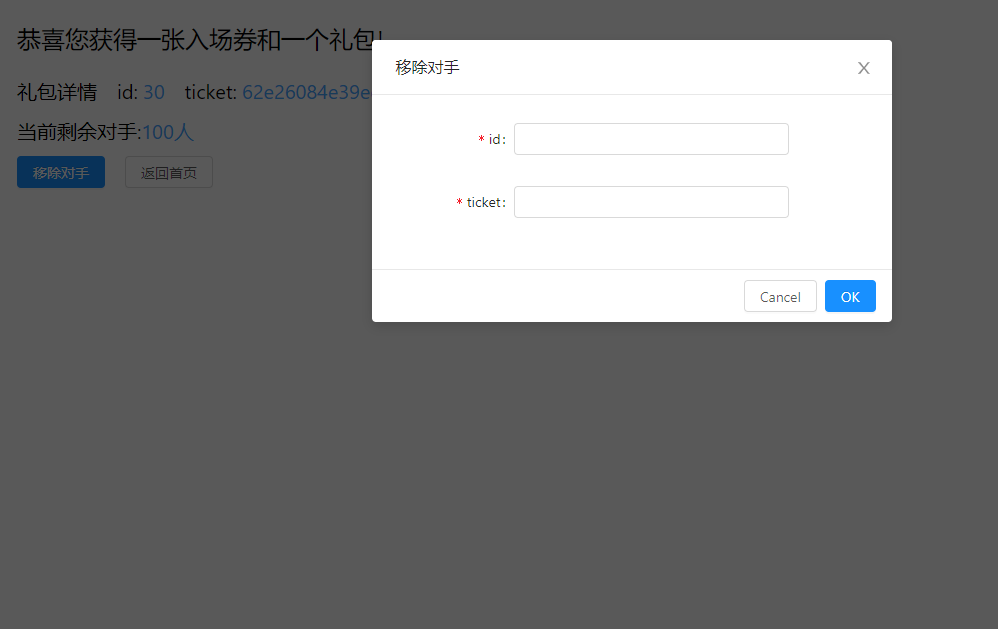 恭喜您获得一张入场券和一个礼包!
礼包详情 id: 30 ticket: 62e26084e39e
当前剩余对手:100人
移除对手 返回首页
移除对手
* id:
* ticket:
Cancel OK